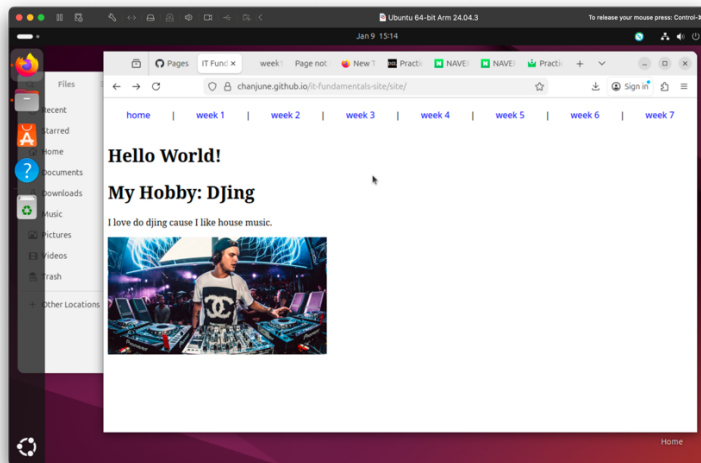 Ubuntu 64-bit Arm 24.04.3
To release your mouse press: Control-⌘
Jan 9 15:14
Files
Pages
IT Fund
week1
Page not
New T
Practi
NAVE
NAVE
Practi
chanjune.github.io/it-fundamentals-site/site/
Sign in
home | week 1 | week 2 | week 3 | week 4 | week 5 | week 6 | week 7
Recent
Starred
Home
Documents
Downloads
Music
Pictures
Videos
Trash
Other Locations
Hello World!
My Hobby: DJing
I love do djing cause I like house music.
Home